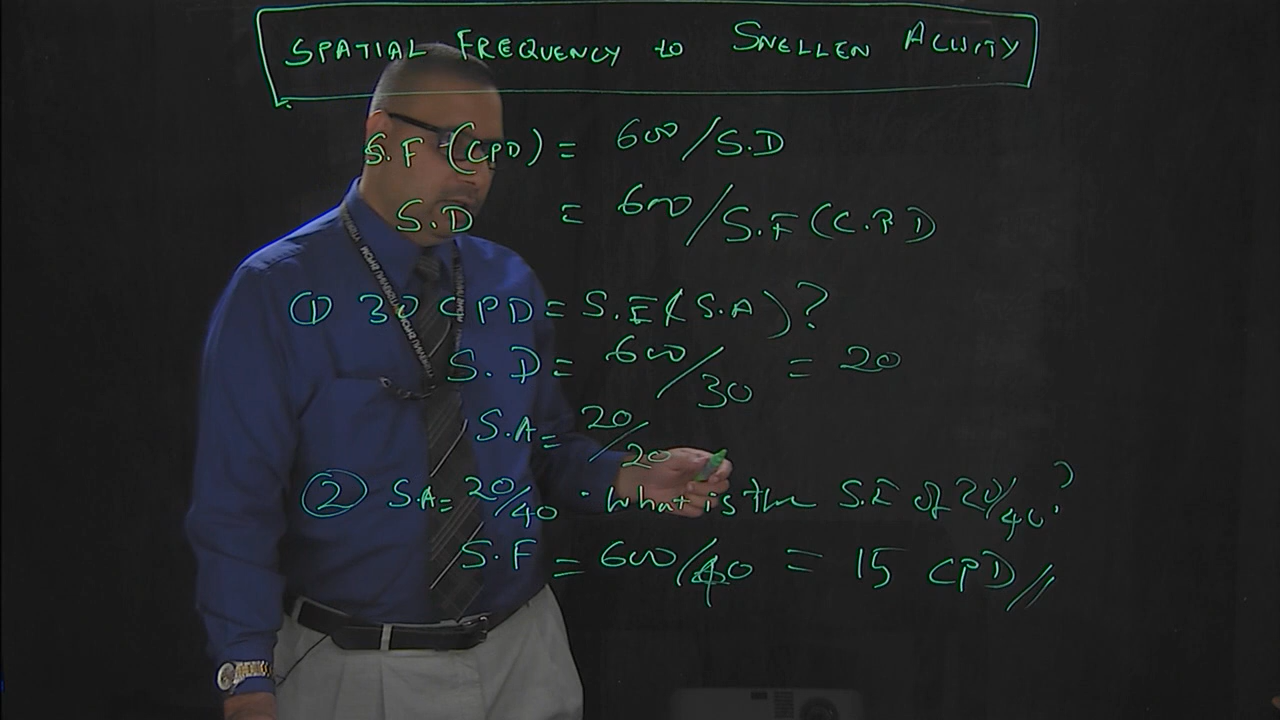 SPATIAL FREQUENCY to SNELLEN ACUITY
S.F (CPD) = 600/S.D
S.D = 600/S.F(C.P.D
(1) 30 CPD = S.E(S.A)?
S.D = 600/30 = 20
S.A = 20/20
(2) S.A = 20/40 . What is the S.F of 20/40?
S.F = 600/40 = 15 CPD//